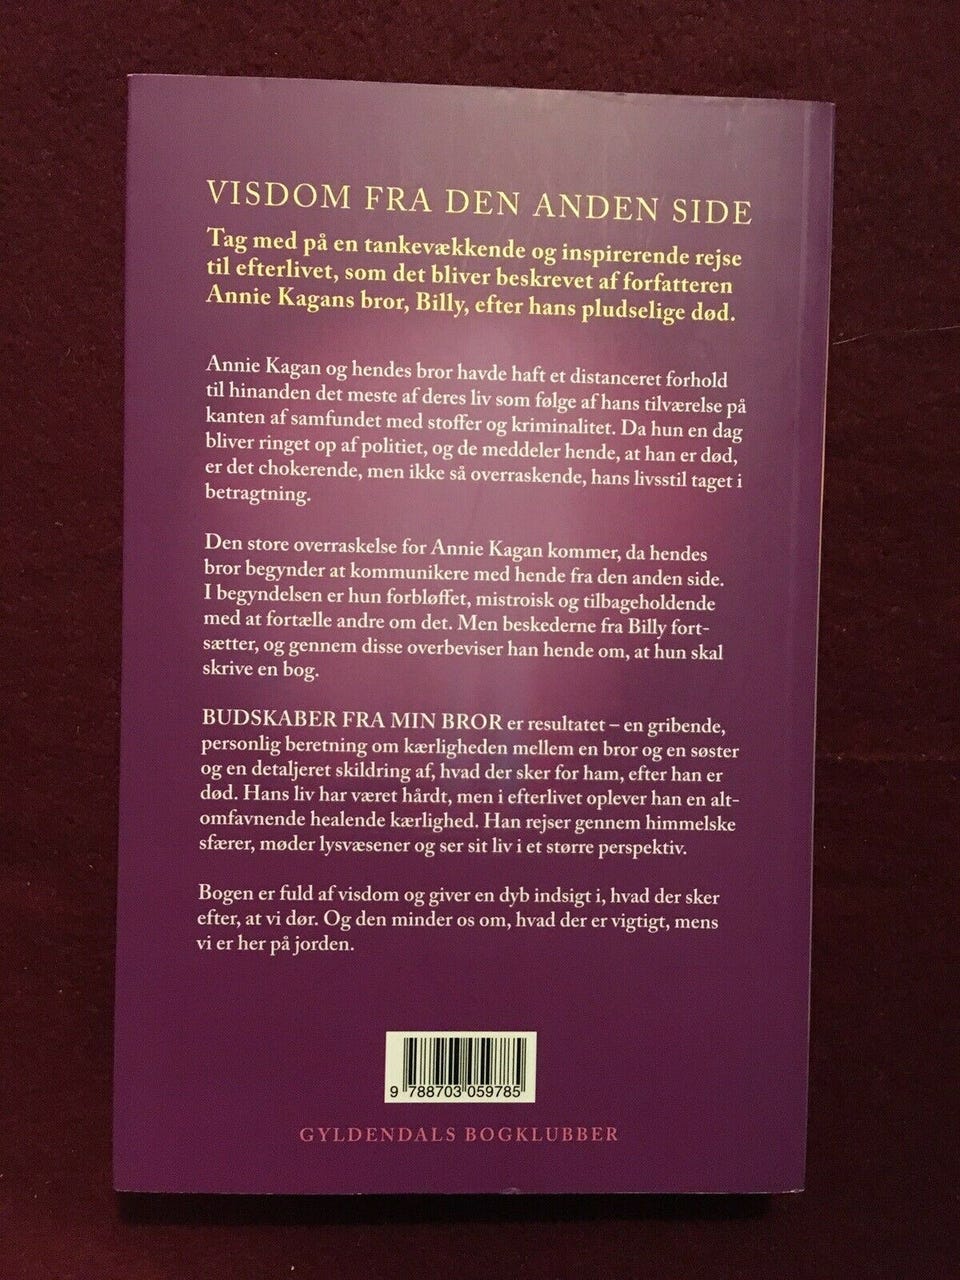 VISDOM FRA DEN ANDEN SIDE
Tag med på en tankevækkende og inspirerende rejse
til efterlivet, som det bliver beskrevet af forfatteren
Annie Kagans bror, Billy, efter hans pludselige død.
Annie Kagan og hendes bror havde haft et distanceret forhold
til hinanden det meste af deres liv som følge af hans tilværelse på
kanten af samfundet med stoffer og kriminalitet. Da hun en dag
bliver ringet op af politiet, og de meddeler hende, at han er død,
er det chokerende, men ikke så overraskende, hans livsstil taget i
betragtning.
Den store overraskelse for Annie Kagan kommer, da hendes
bror begynder at kommunikere med hende fra den anden side.
I begyndelsen er hun forbløffet, mistroisk og tilbageholdende
med at fortælle andre om det. Men beskederne fra Billy fort-
sætter, og gennem disse overbeviser han hende om, at hun skal
skrive en bog.
BUDSKABER FRA MIN BROR er resultatet – en gribende,
personlig beretning om kærligheden mellem en bror og en søster
og en detaljeret skildring af, hvad der sker for ham, efter han er
død. Hans liv har været hårdt, men i efterlivet oplever han en alt-
omfavnende healende kærlighed. Han rejser gennem himmelske
sfærer, møder lysvæsener og ser sit liv i et større perspektiv.
Bogen er fuld af visdom og giver en dyb indsigt i, hvad der sker
efter, at vi dør. Og den minder os om, hvad der er vigtigt, mens
vi er her på jorden.
9 788703 059785
GYLDENDALS BOGKLUBBER